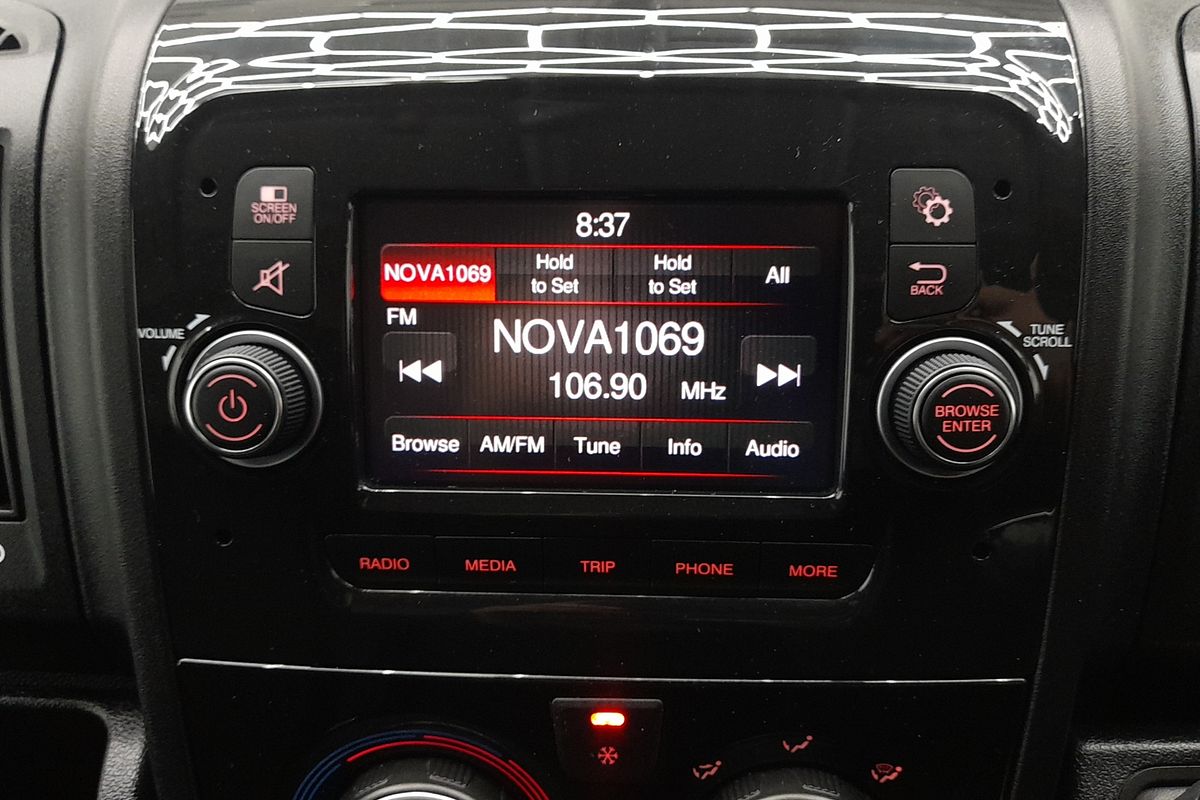 8:37
SCREEN
ON/OFF
NOVA1069
Hold
to Set
Hold
to Set
All
BACK
FM
VOLUME
NOVA1069
TUNE
SCROLL
106.90 MHz
BROWSE
ENTER
Browse
AM/FM
Tune
Info
Audio
RADIO
MEDIA
TRIP
PHONE
MORE